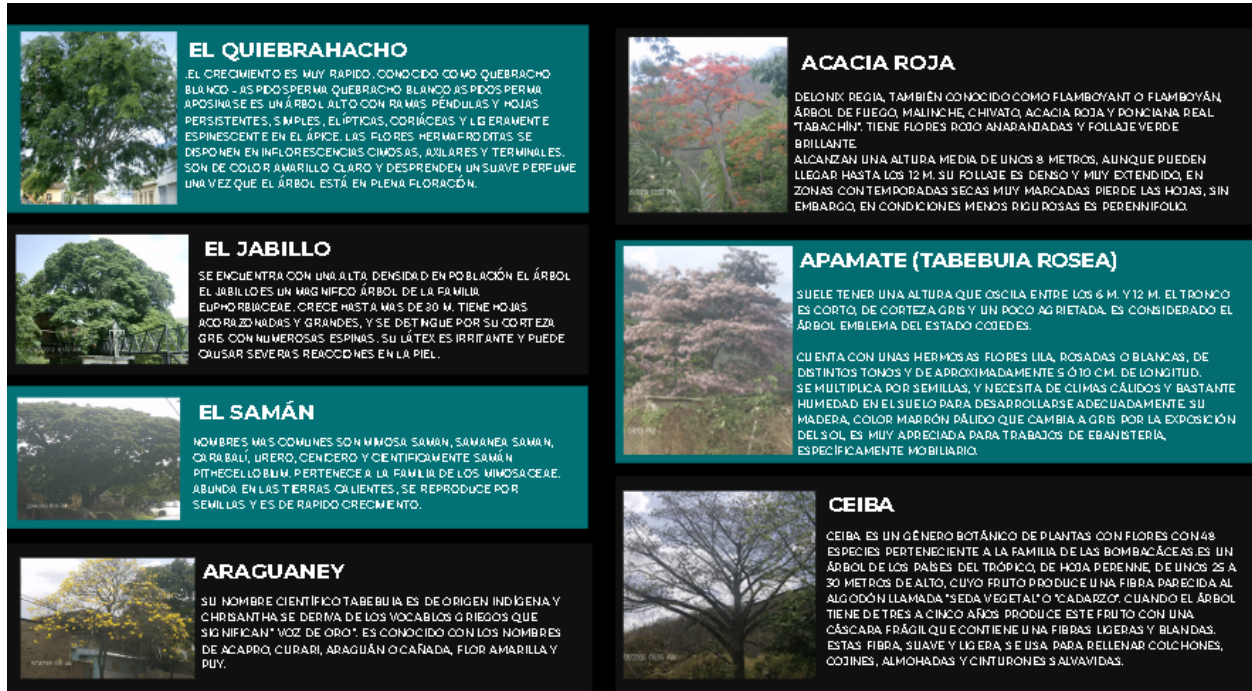 EL QUIEBRAHACHO
.EL CRECIMIENTO ES MUY RAPIDO. CONOCIDO COMO QUEBRACHO
BLANCO - ASPIDOSPERMA QUEBRACHO BLANCO ASPIDOSPERMA
APOSINASE ES UN ÁRBOL ALTO CON RAMAS PÉNDULAS Y HOJAS
PERSISTENTES, SIMPLES, ELÍPTICAS, CORIÁCEAS Y LIGERAMENTE
ESPINESCENTE EN EL ÁPICE. LAS FLORES HERMAFRODITAS SE
DISPONEN EN INFLORESCENCIAS CIMOSAS, AXILARES Y TERMINALES.
SON DE COLOR AMARILLO CLARO Y DESPRENDEN UN SUAVE PERFUME
UNA VEZ QUE EL ÁRBOL ESTÁ EN PLENA FLORACIÓN.
EL JABILLO
SE ENCUENTRA CON UNA ALTA DENSIDAD EN POBLACIÓN EL ÁRBOL
EL JABILLO ES UN MAGNIFICO ÁRBOL DE LA FAMILIA
EUPHORBIACEAE. CRECE HASTA MAS DE 30 M. TIENE HOJAS
ACORAZONADAS Y GRANDES, Y SE DISTINGUE POR SU CORTEZA
GRIS CON NUMEROSAS ESPINAS. SU LÁTEX ES IRRITANTE Y PUEDE
CAUSAR SEVERAS REACCIONES EN LA PIEL.
EL SAMÁN
NOMBRES MAS COMUNES SON MIMOSA SAMAN, SAMANEA SAMAN,
CARABALÍ, URERO, CENICERO Y CIENTIFICAMENTE SAMÁN
PITHECELLOBIUM. PERTENECE A LA FAMILIA DE LOS MIMOSACEAE.
ABUNDA EN LAS TIERRAS CALIENTES, SE REPRODUCE POR
SEMILLAS Y ES DE RAPIDO CRECIMIENTO.
ARAGUANEY
SU NOMBRE CIENTÍFICO TABEBUIA ES DE ORIGEN INDÍGENA Y
CHRISANTHA SE DERIVA DE LOS VOCABLOS GRIEGOS QUE
SIGNIFICAN " VOZ DE ORO". ES CONOCIDO CON LOS NOMBRES
DE ACAPRO, CURARI, ARAGUÁN O CAÑADA, FLOR AMARILLA Y
PUY.
ACACIA ROJA
DELONIX REGIA, TAMBIÉN CONOCIDO COMO FLAMBOYANT O FLAMBOYÁN,
ÁRBOL DE FUEGO, MALINCHE, CHIVATO, ACACIA ROJA Y PONCIANA REAL
"TABACHÍN". TIENE FLORES ROJO ANARANJADAS Y FOLLAJE VERDE
BRILLANTE.
ALCANZAN UNA ALTURA MEDIA DE UNOS 8 METROS, AUNQUE PUEDEN
LLEGAR HASTA LOS 12 M. SU FOLLAJE ES DENSO Y MUY EXTENDIDO, EN
ZONAS CON TEMPORADAS SECAS MUY MARCADAS PIERDE LAS HOJAS, SIN
EMBARGO, EN CONDICIONES MENOS RIGUROSAS ES PERENNIFOLIO.
APAMATE (TABEBUIA ROSEA)
SUELE TENER UNA ALTURA QUE OSCILA ENTRE LOS 6 M. Y 12 M. EL TRONCO
ES CORTO, DE CORTEZA GRIS Y UN POCO AGRIETADA. ES CONSIDERADO EL
ÁRBOL EMBLEMA DEL ESTADO COJEDES.
CUENTA CON UNAS HERMOSAS FLORES LILA, ROSADAS O BLANCAS, DE
DISTINTOS TONOS Y DE APROXIMADAMENTE 5 Ó 10 CM. DE LONGITUD.
SE MULTIPLICA POR SEMILLAS, Y NECESITA DE CLIMAS CÁLIDOS Y BASTANTE
HUMEDAD EN EL SUELO PARA DESARROLLARSE ADECUADAMENTE. SU
MADERA, COLOR MARRÓN PÁLIDO QUE CAMBIA A GRIS POR LA EXPOSICIÓN
DEL SOL, ES MUY APRECIADA PARA TRABAJOS DE EBANISTERÍA,
ESPECÍFICAMENTE MOBILIARIO.
CEIBA
CEIBA ES UN GÉNERO BOTÁNICO DE PLANTAS CON FLORES CON 48
ESPECIES PERTENECIENTE A LA FAMILIA DE LAS BOMBACÁCEAS.ES UN
ÁRBOL DE LOS PAÍSES DEL TRÓPICO, DE HOJA PERENNE, DE UNOS 25 A
30 METROS DE ALTO, CUYO FRUTO PRODUCE UNA FIBRA PARECIDA AL
ALGODÓN LLAMADA "SEDA VEGETAL" O "CADARZO". CUANDO EL ÁRBOL
TIENE DE TRES A CINCO AÑOS PRODUCE ESTE FRUTO CON UNA
CÁSCARA FRÁGIL QUE CONTIENE UNA FIBRAS LIGERAS Y BLANDAS.
ESTAS FIBRA, SUAVE Y LIGERA, SE USA PARA RELLENAR COLCHONES,
COJINES, ALMOHADAS Y CINTURONES SALVAVIDAS.